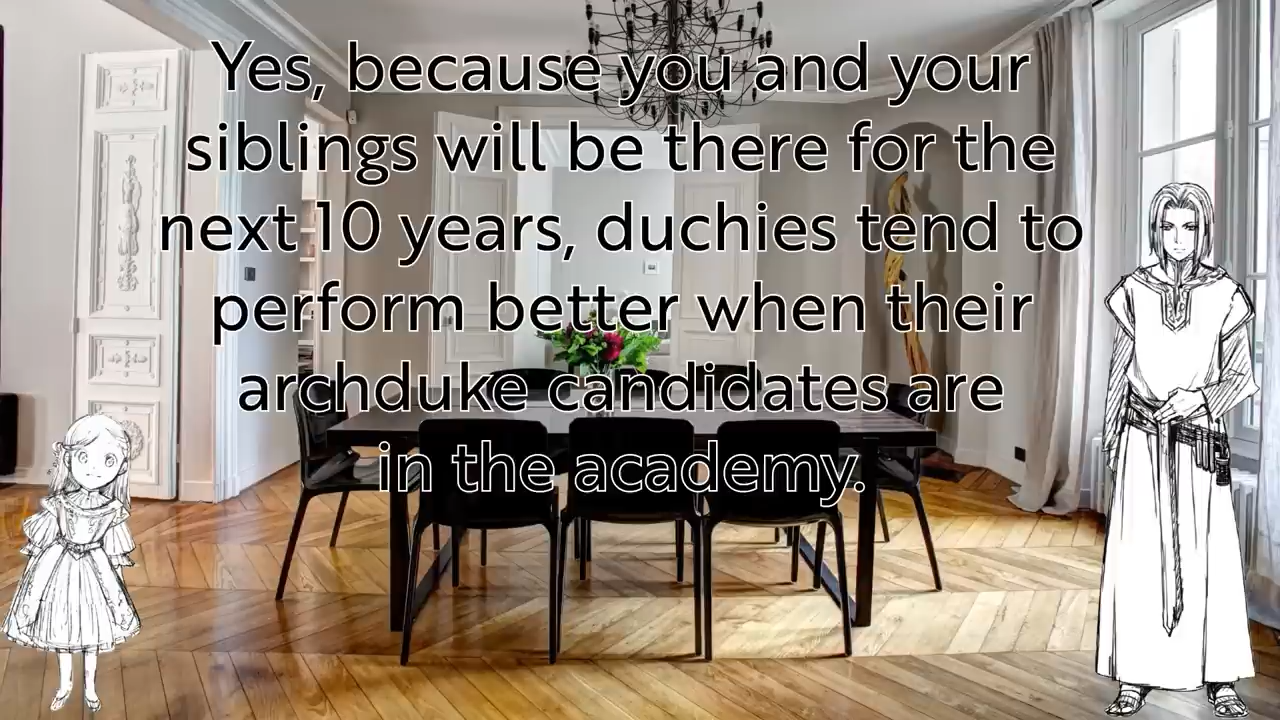 Yes, because you and your
siblings will be there for the
next 10 years, duchies tend to
perform better when their
archduke candidates are
in the academy.